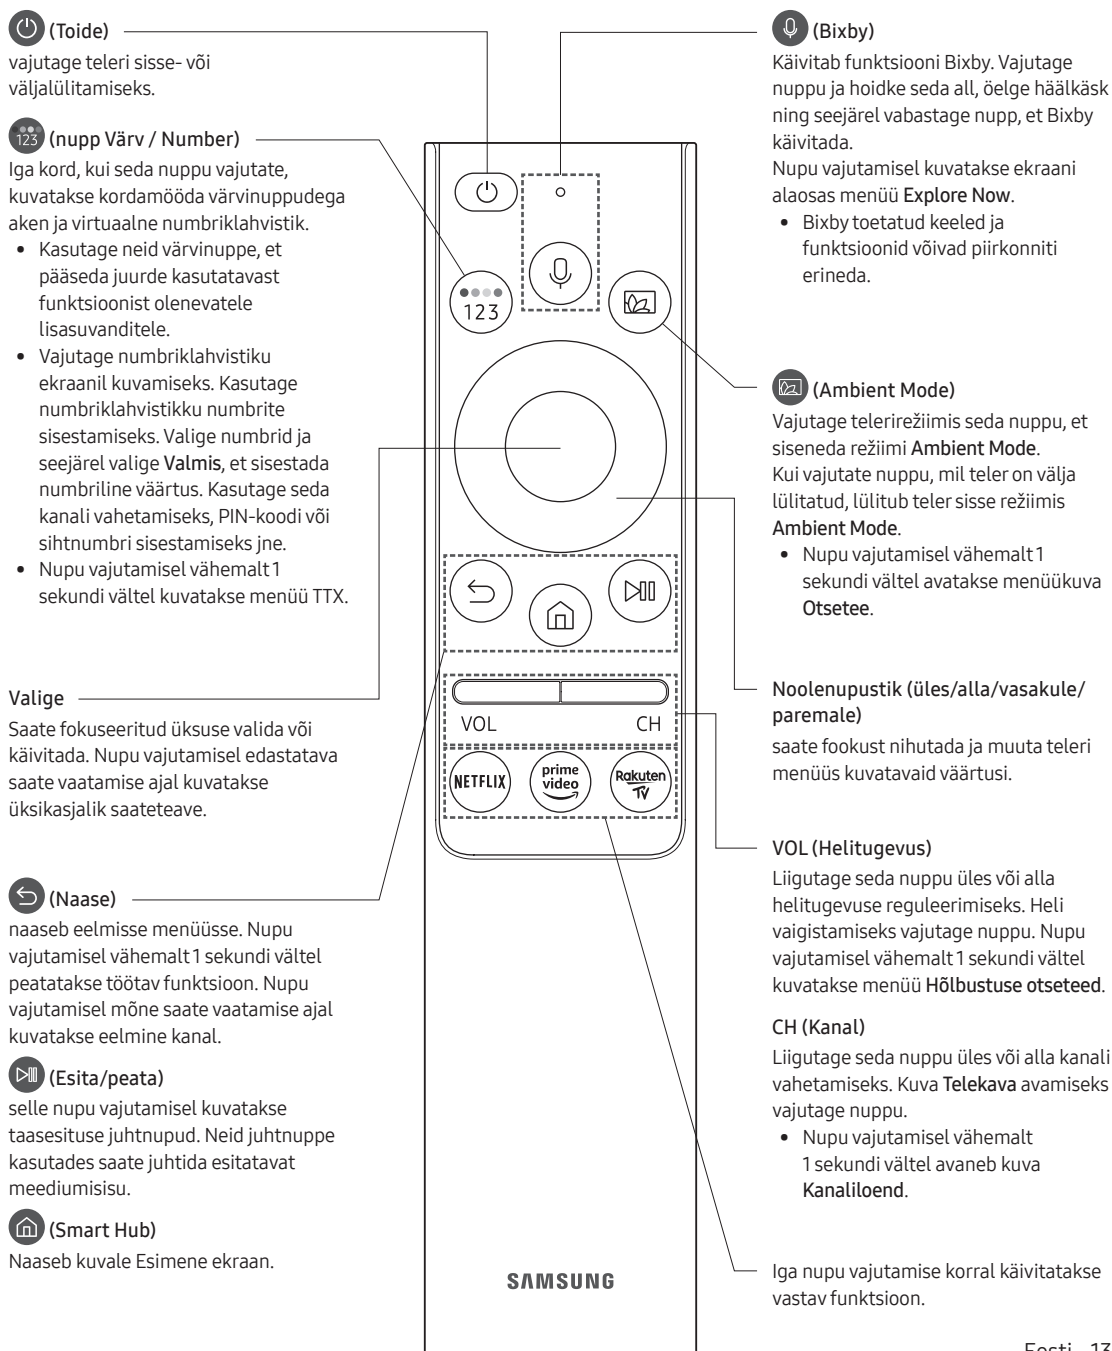 (Toide)
vajutage teleri sisse- või
väljalülitamiseks.
123 (nupp Värv / Number)
Iga kord, kui seda nuppu vajutate,
kuvatakse kordamööda värvinuppudega
aken ja virtuaalne numbriklahvistik.
• Kasutage neid värvinuppe, et
pääseda juurde kasutatavast
funktsioonist olenevatele
lisasuvanditele.
• Vajutage numbriklahvistiku
ekraanil kuvamiseks. Kasutage
numbriklahvistikku numbrite
sisestamiseks. Valige numbrid ja
seejärel valige Valmis, et sisestada
numbriline väärtus. Kasutage seda
kanali vahetamiseks, PIN-koodi või
sihtnumbri sisestamiseks jne.
• Nupu vajutamisel vähemalt 1
sekundi vältel kuvatakse menüü TTX.
Valige
Saate fokuseeritud üksuse valida või
käivitada. Nupu vajutamisel edastatava
saate vaatamise ajal kuvatakse
üksikasjalik saateteave.
(Naase)
naaseb eelmisse menüüsse. Nupu
vajutamisel vähemalt 1 sekundi vältel
peatatakse töötav funktsioon. Nupu
vajutamisel mõne saate vaatamise ajal
kuvatakse eelmine kanal.
(Esita/peata)
selle nupu vajutamisel kuvatakse
taasesituse juhtnupud. Neid juhtnuppe
kasutades saate juhtida esitatavat
meediumisisu.
(Smart Hub)
Naaseb kuvale Esimene ekraan.
123
VOL CH
NETFLIX
prime
video
Rakuten
TV
SAMSUNG
(Bixby)
Käivitab funktsiooni Bixby. Vajutage
nuppu ja hoidke seda all, öelge häälkäsk
ning seejärel vabastage nupp, et Bixby
käivitada.
Nupu vajutamisel kuvatakse ekraani
alaosas menüü Explore Now.
• Bixby toetatud keeled ja
funktsioonid võivad piirkonniti
erineda.
(Ambient Mode)
Vajutage telerirežiimis seda nuppu, et
siseneda režiimi Ambient Mode.
Kui vajutate nuppu, mil teler on välja
lülitatud, lülitub teler sisse režiimis
Ambient Mode.
• Nupu vajutamisel vähemalt 1
sekundi vältel avatakse menüükuva
Otsetee.
Noolenupustik (üles/alla/vasakule/
paremale)
saate fookust nihutada ja muuta teleri
menüüs kuvatavaid väärtusi.
VOL (Helitugevus)
Liigutage seda nuppu üles või alla
helitugevuse reguleerimiseks. Heli
vaigistamiseks vajutage nuppu. Nupu
vajutamisel vähemalt 1 sekundi vältel
kuvatakse menüü Hõlbustuse otseteed.
CH (Kanal)
Liigutage seda nuppu üles või alla kanali
vahetamiseks. Kuva Telekava avamiseks
vajutage nuppu.
• Nupu vajutamisel vähemalt
1 sekundi vältel avaneb kuva
Kanaliloend.
Iga nupu vajutamise korral käivitatakse
vastav funktsioon.
Eesti - 13